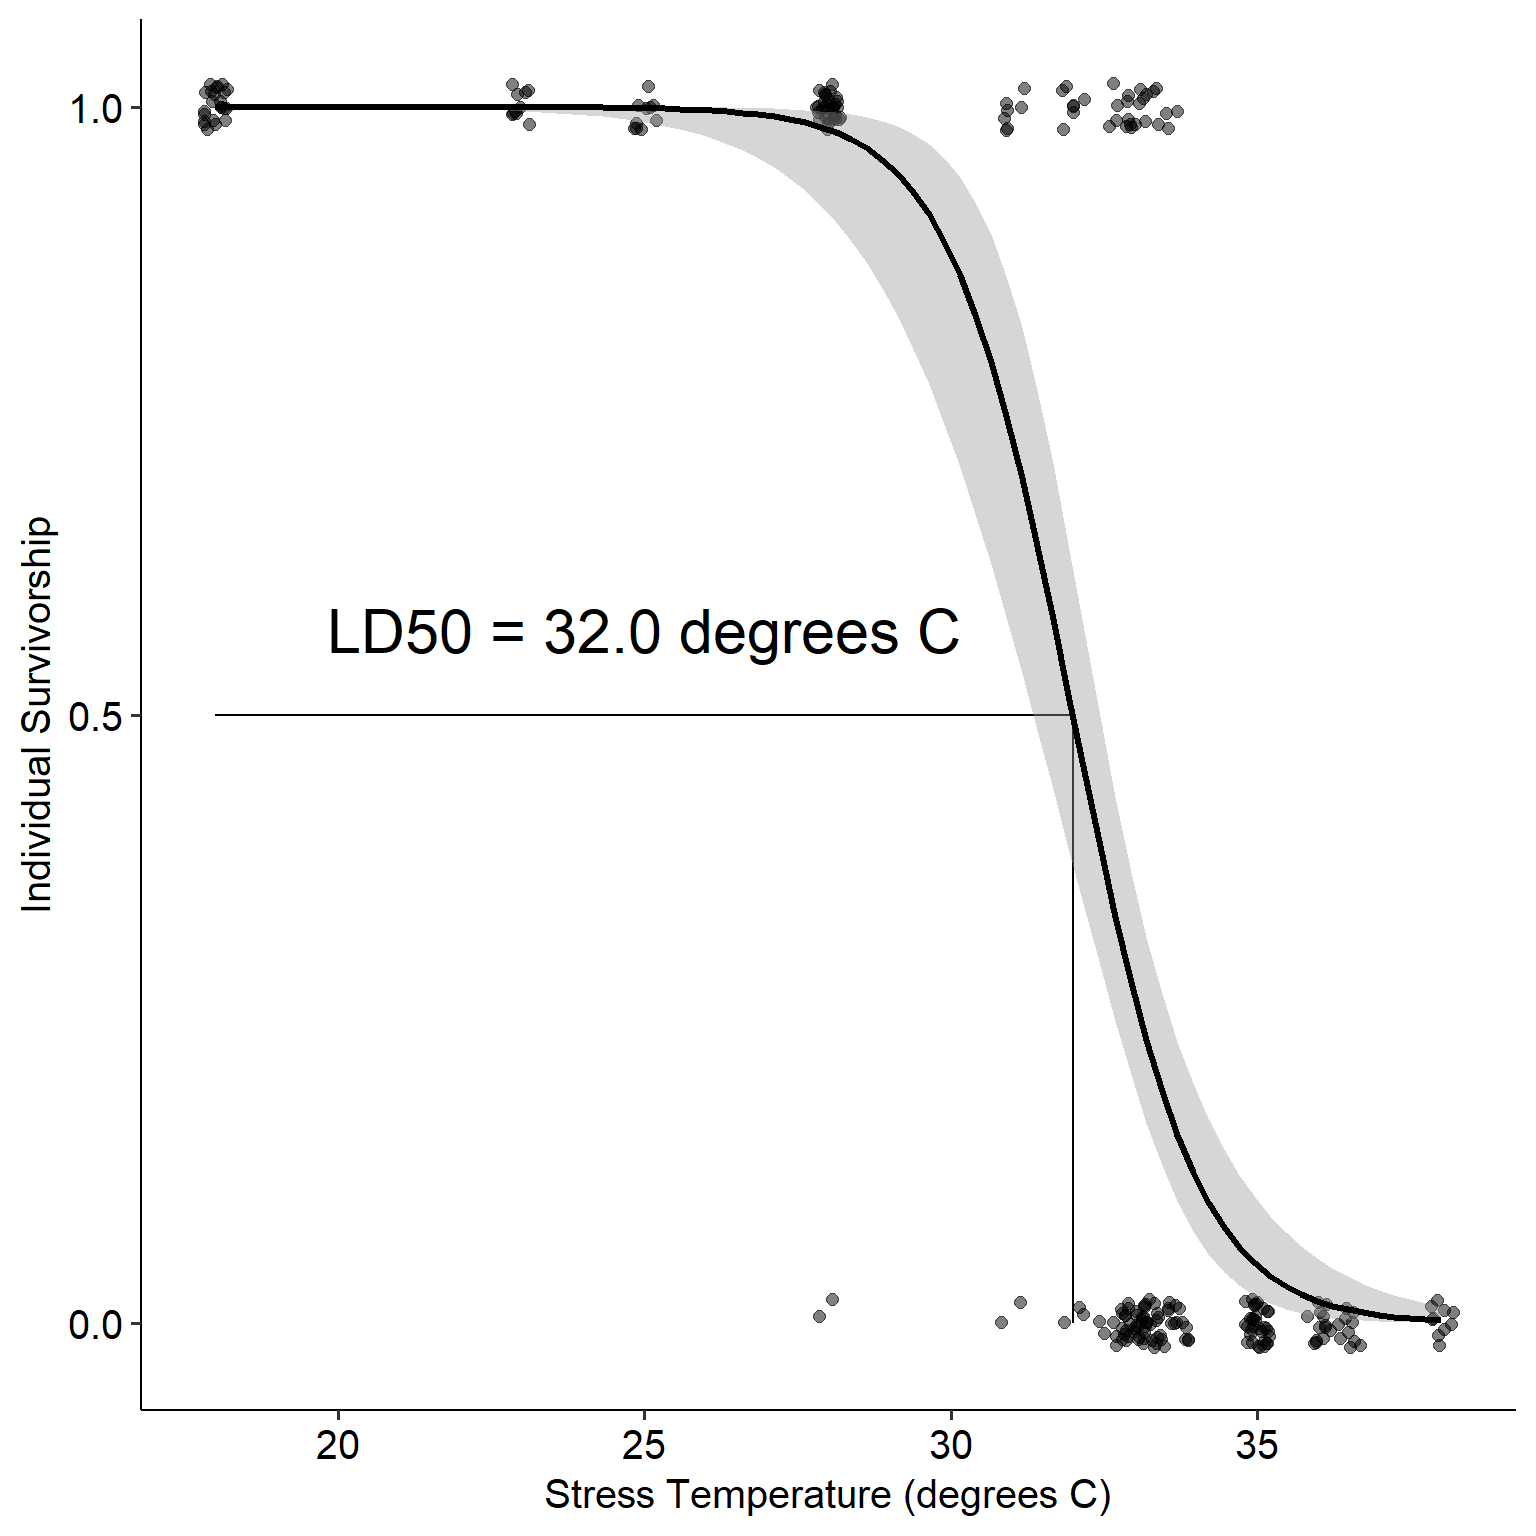 1.0
LD50 = 32.0 degrees C
Individual Survivorship
0.5
0.0
20 25 30 35
Stress Temperature (degrees C)